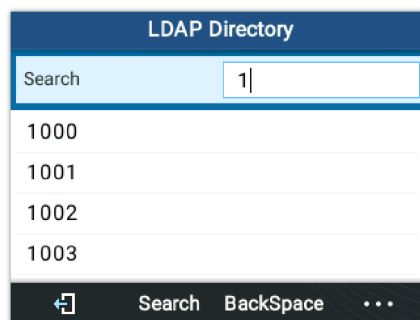 LDAP Directory
Search 1
1000
1001
1002
1003
Search BackSpace ...